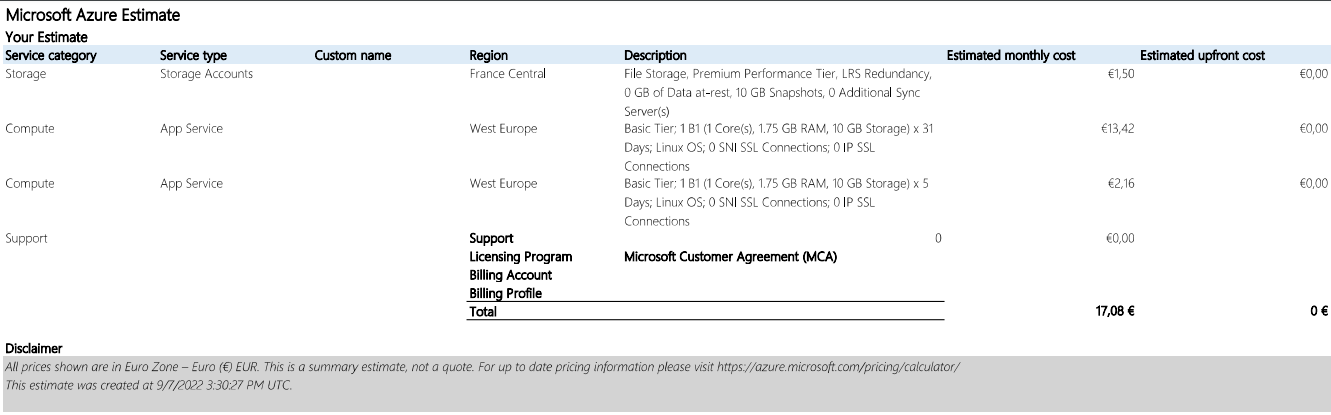 Microsoft Azure Estimate
Your Estimate
Service category Service type Custom name Region Description Estimated monthly cost Estimated upfront cost
Storage Storage Accounts France Central File Storage, Premium Performance Tier, LRS Redundancy, €1,50 €0,00
0 GB of Data at-rest, 10 GB Snapshots, 0 Additional Sync
Server(s)
Compute App Service West Europe Basic Tier; 1 B1 (1 Core(s), 1.75 GB RAM, 10 GB Storage) x 31 €13,42 €0,00
Days; Linux OS; 0 SNI SSL Connections; 0 IP SSL
Connections
Compute App Service West Europe Basic Tier; 1 B1 (1 Core(s), 1.75 GB RAM, 10 GB Storage) x 5 €2,16 €0,00
Days; Linux OS; 0 SNI SSL Connections; 0 IP SSL
Connections
Support Support 0 €0,00
Licensing Program Microsoft Customer Agreement (MCA)
Billing Account
Billing Profile
Total 17,08 € 0 €
Disclaimer
All prices shown are in Euro Zone – Euro (€) EUR. This is a summary estimate, not a quote. For up to date pricing information please visit https://azure.microsoft.com/pricing/calculator/
This estimate was created at 9/7/2022 3:30:27 PM UTC.